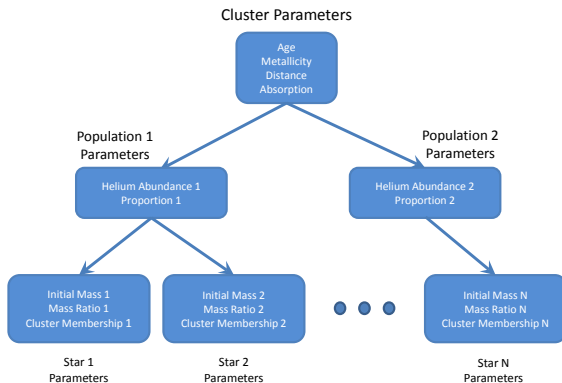 Cluster Parameters
Age
Metallicity
Distance
Absorption
Population 1
Parameters
Population 2
Parameters
Helium Abundance 1
Proportion 1
Helium Abundance 2
Proportion 2
Initial Mass 1
Mass Ratio 1
Cluster Membership 1
Initial Mass 2
Mass Ratio 2
Cluster Membership 2
Initial Mass N
Mass Ratio N
Cluster Membership N
Star 1
Parameters
Star 2
Parameters
Star N
Parameters